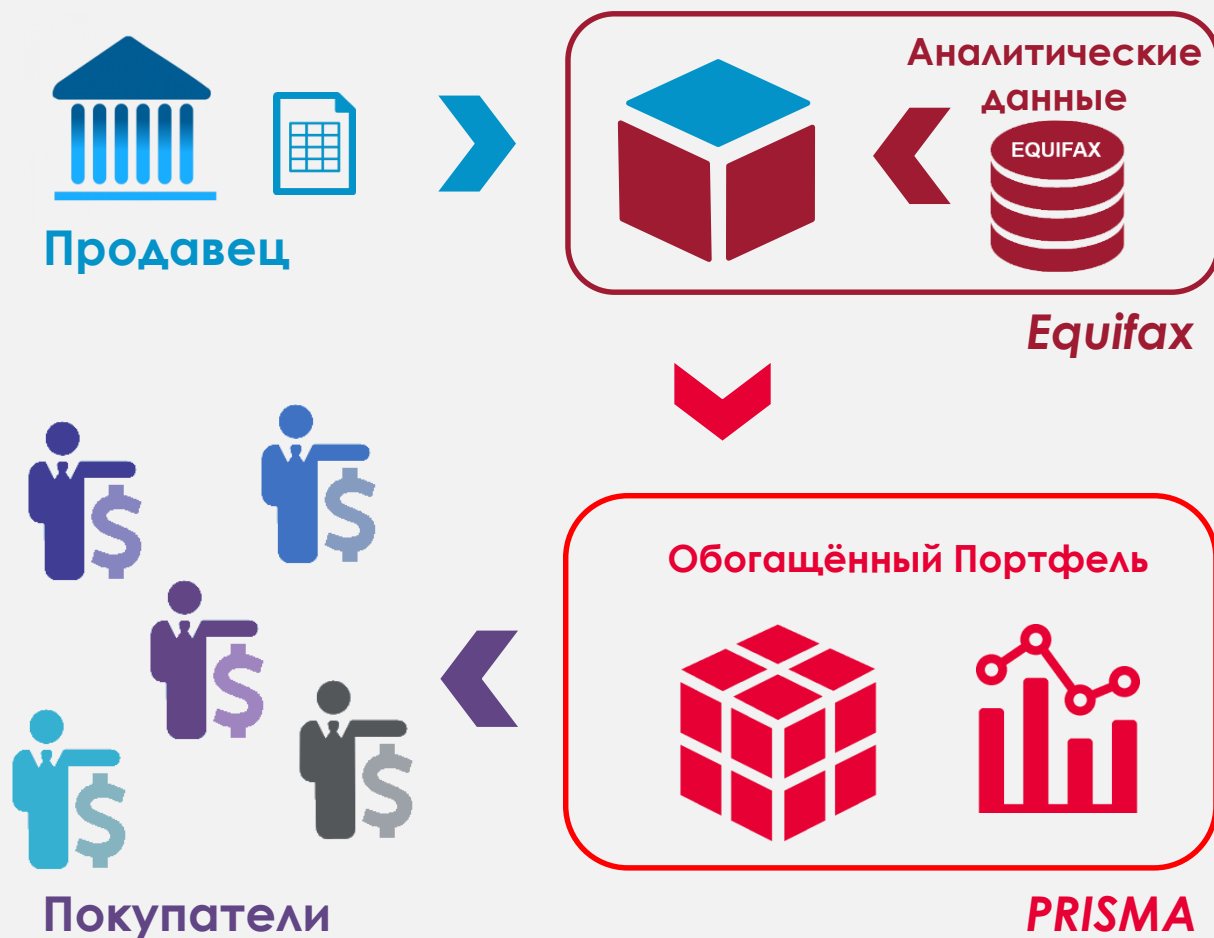 Аналитические
данные
EQUIFAX
Продавец
Equifax
Обогащённый Портфель
Покупатели
PRISMA